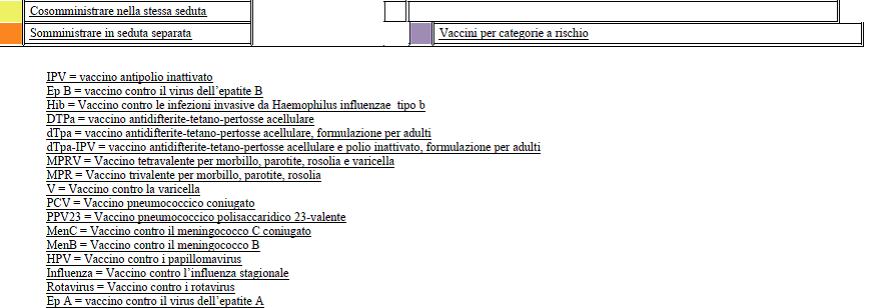 Cosomministrare nella stessa seduta
Somministrare in seduta separata
Vaccini per categorie a rischio
IPV = vaccino antipolio inattivato
Ep B = vaccino contro il virus dell'epatite B
Hib = Vaccino contro le infezioni invasive da Haemophilus influenzae tipo b
DTPa = vaccino antidifterite-tetano-pertosse acellulare
dTpa = vaccino antidifterite-tetano-pertosse acellulare, formulazione per adulti
dTpa-IPV = vaccino antidifterite-tetano-pertosse acellulare e polio inattivato, formulazione per adulti
MPRV = Vaccino tetravalente per morbillo, parotite, rosolia e varicella
MPR = Vaccino trivalente per morbillo, parotite, rosolia
V = Vaccino contro la varicella
PCV = Vaccino pneumococcico coniugato
PPV23 = Vaccino pneumococcico polisaccaridico 23-valente
MenC = Vaccino contro il meningococco C coniugato
MenB = Vaccino contro il meningococco B
HPV = Vaccino contro i papillomavirus
Influenza = Vaccino contro l'influenza stagionale
Rotavirus = Vaccino contro i rotavirus
Ep A = vaccino contro il virus dell'epatite A